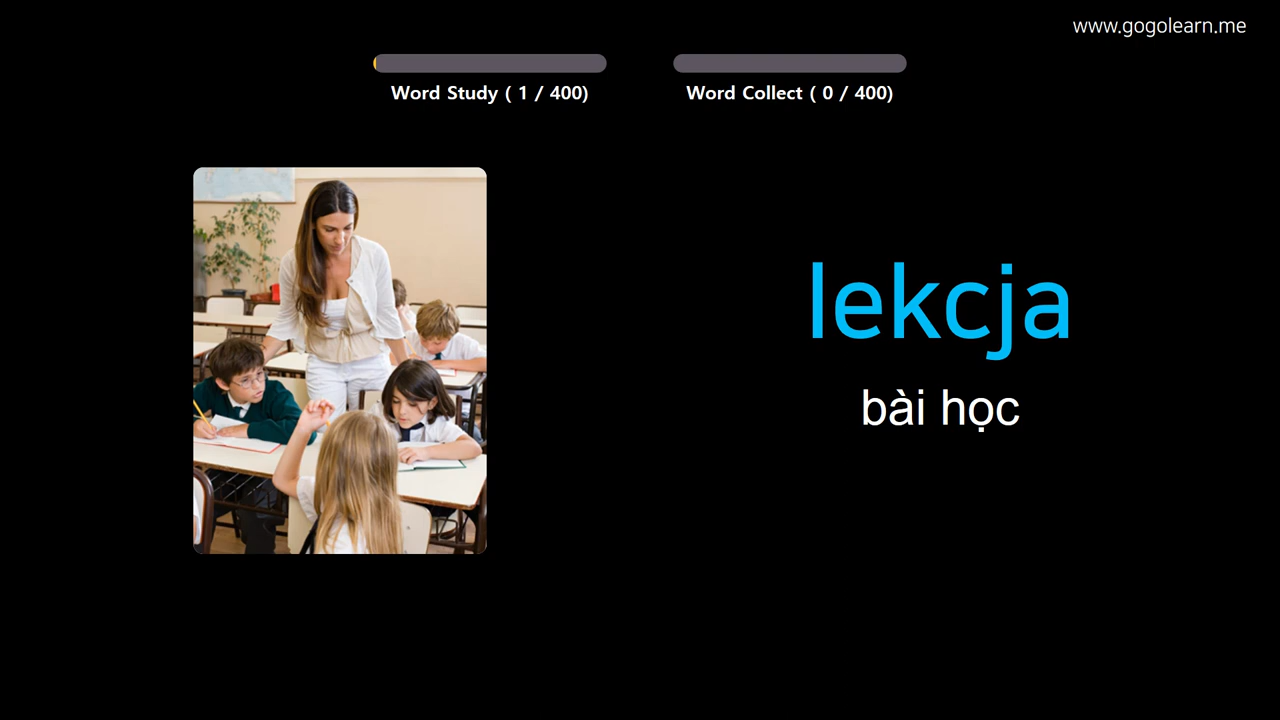 www.gogolearn.me
Word Study ( 1 / 400)
Word Collect ( 0 / 400)
lekcja
bài học